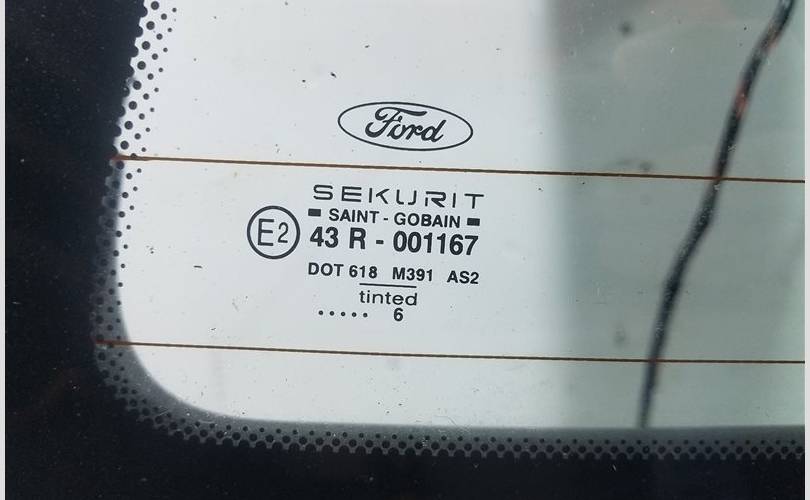 Ford
SEKURIT
SAINT - GOBAIN
E2
43 R - 001167
DOT 618 M391 AS2
tinted
..... 6